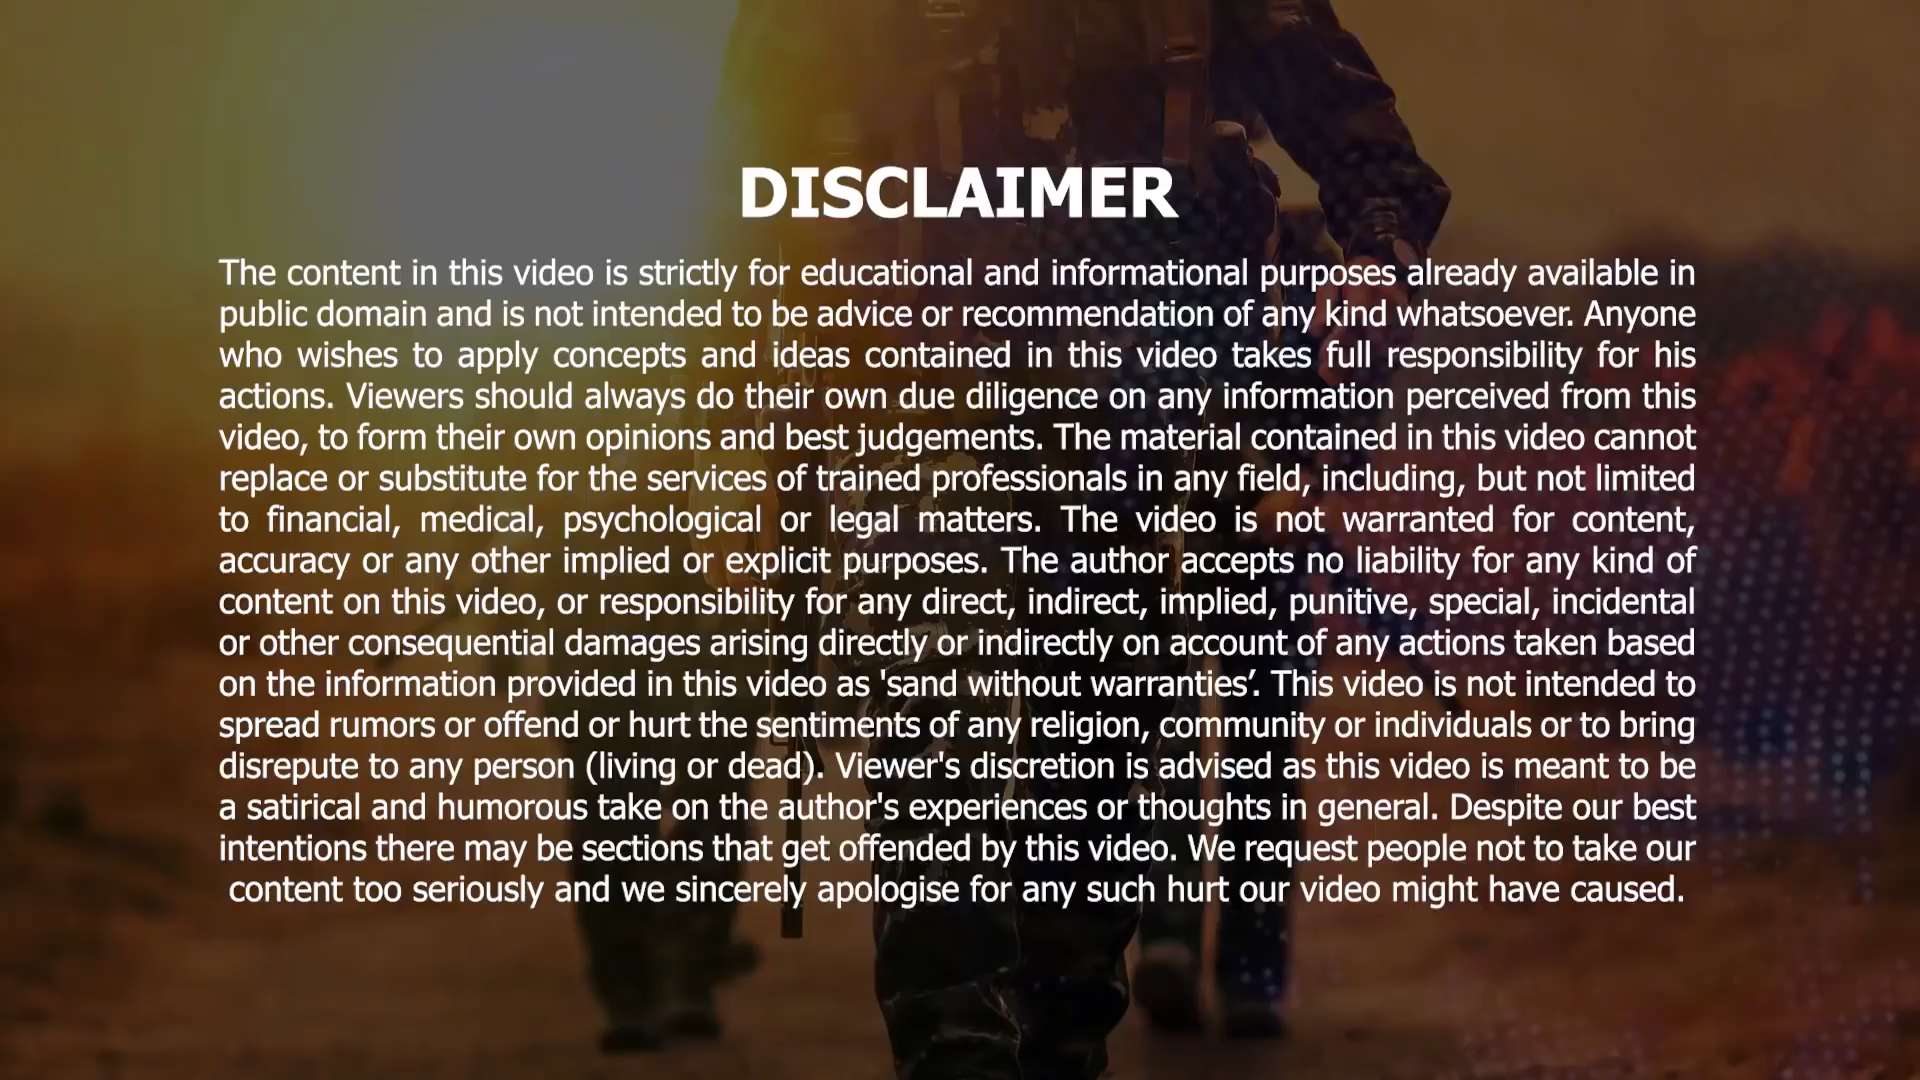 DISCLAIMER
The content in this video is strictly for educational and informational purposes already available in
public domain and is not intended to be advice or recommendation of any kind whatsoever. Anyone
who wishes to apply concepts and ideas contained in this video takes full responsibility for his
actions. Viewers should always do their own due diligence on any information perceived from this
video, to form their own opinions and best judgements. The material contained in this video cannot
replace or substitute for the services of trained professionals in any field, including, but not limited
to financial, medical, psychological or legal matters. The video is not warranted for content,
accuracy or any other implied or explicit purposes. The author accepts no liability for any kind of
content on this video, or responsibility for any direct, indirect, implied, punitive, special, incidental
or other consequential damages arising directly or indirectly on account of any actions taken based
on the information provided in this video as 'sand without warranties’. This video is not intended to
spread rumors or offend or hurt the sentiments of any religion, community or individuals or to bring
disrepute to any person (living or dead). Viewer's discretion is advised as this video is meant to be
a satirical and humorous take on the author's experiences or thoughts in general. Despite our best
intentions there may be sections that get offended by this video. We request people not to take our
content too seriously and we sincerely apologise for any such hurt our video might have caused.